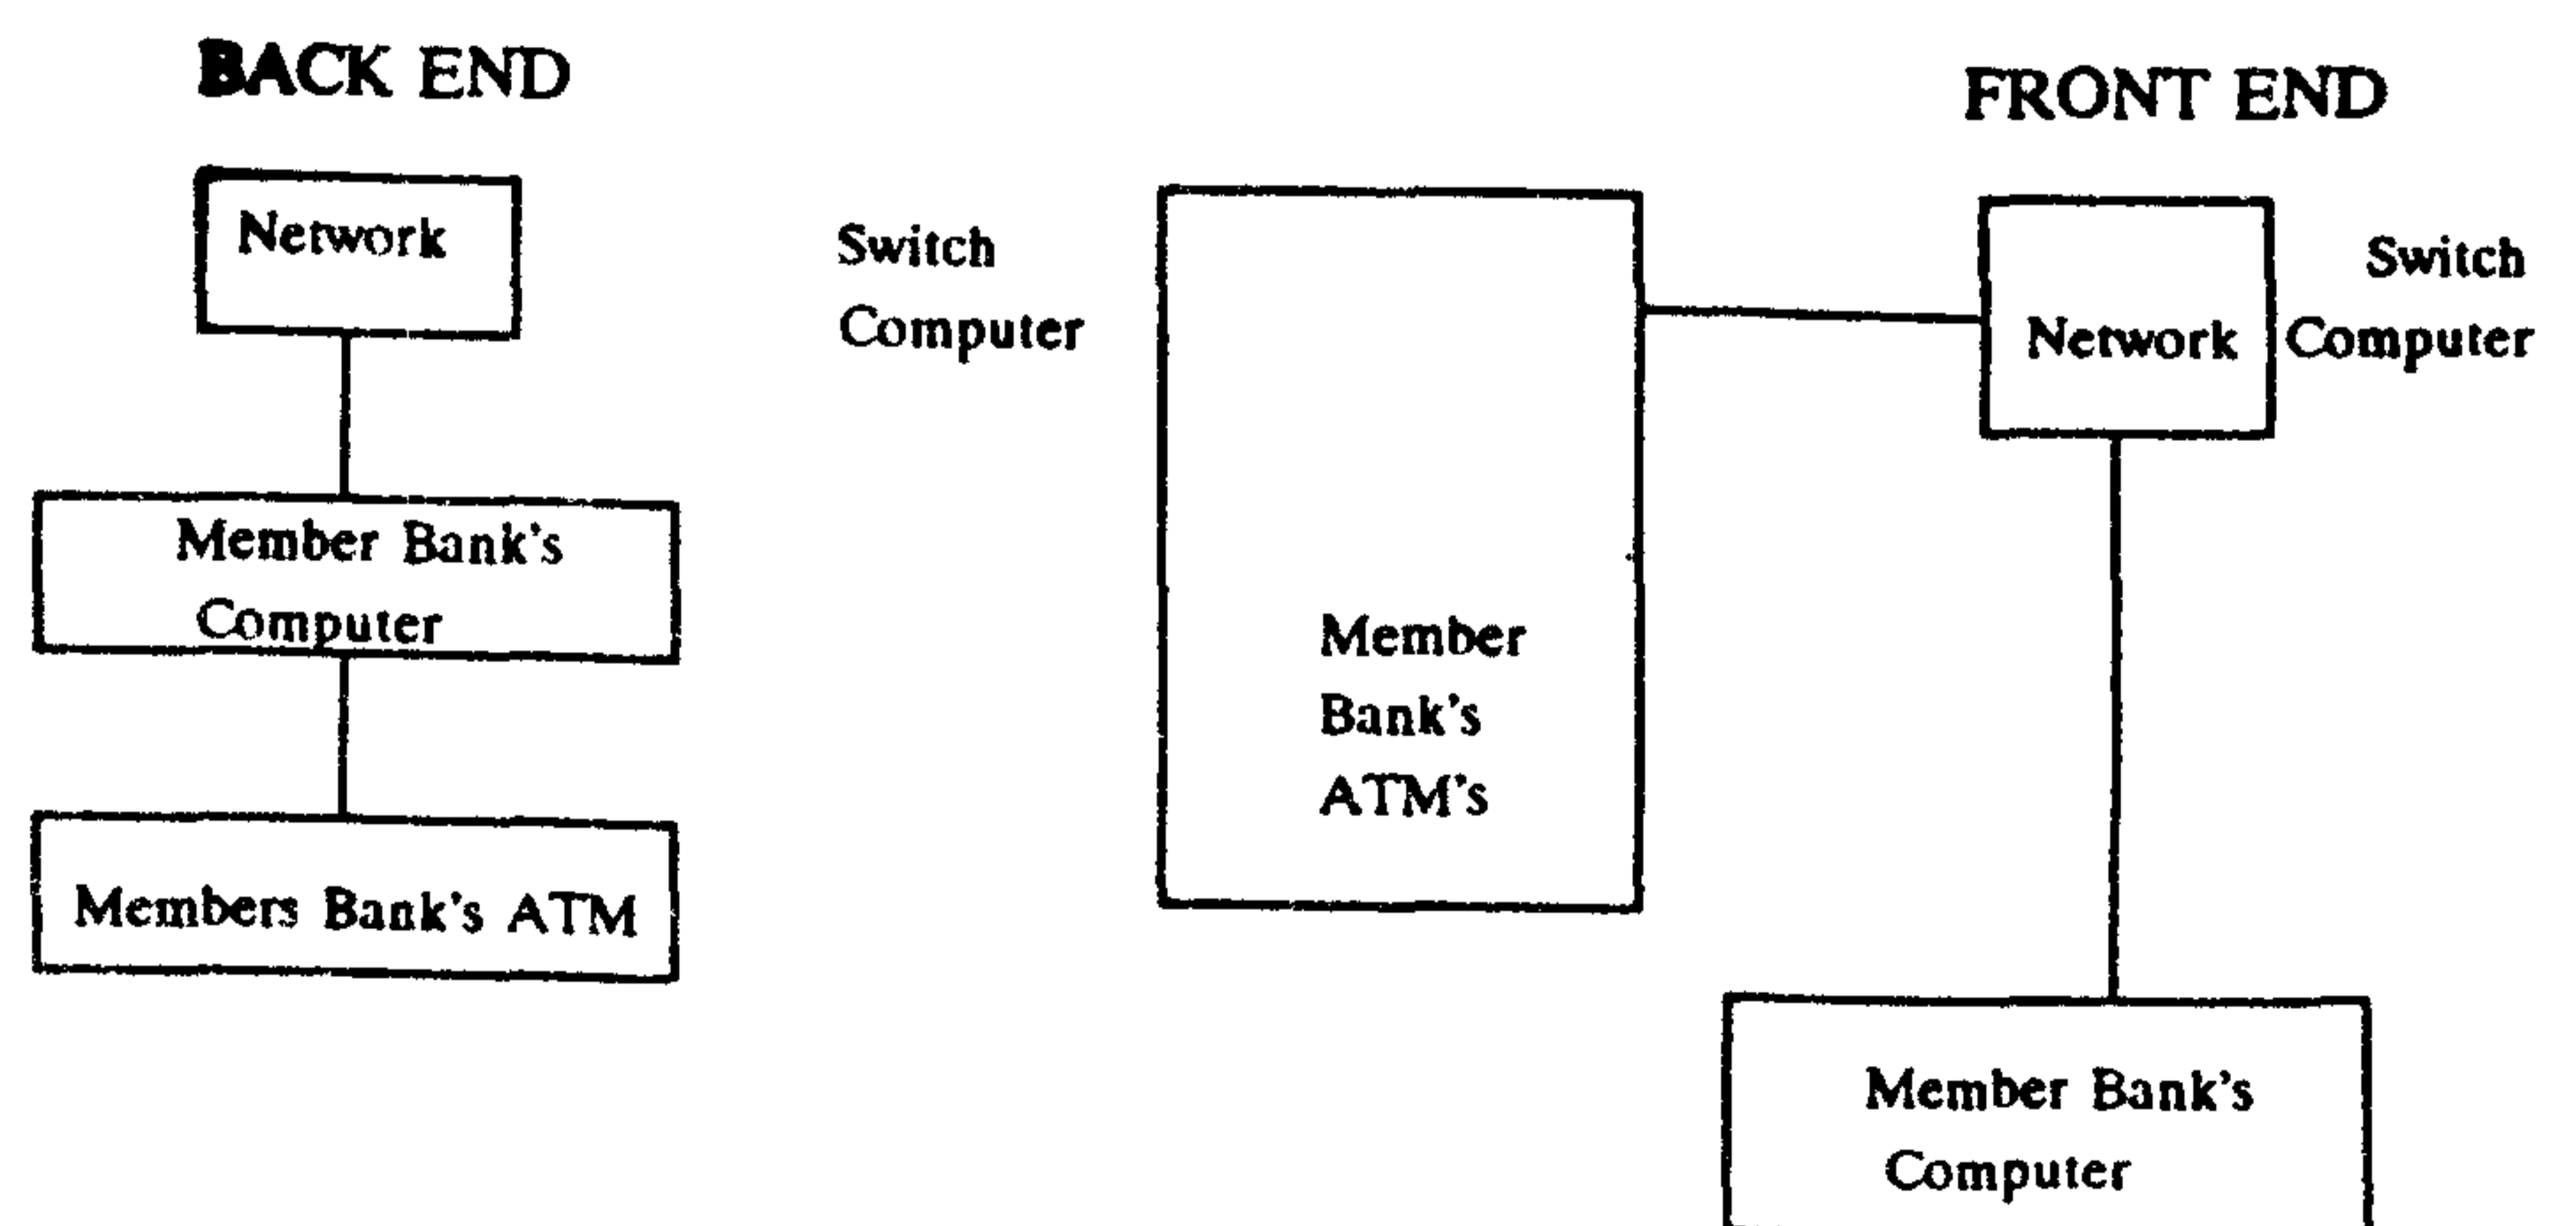 BACK END
Network
Member Bank's
Computer
Members Bank's ATM
Switch
Computer
Member
Bank's
ATM's
FRONT END
Network
Switch
Computer
Member Bank's
Computer